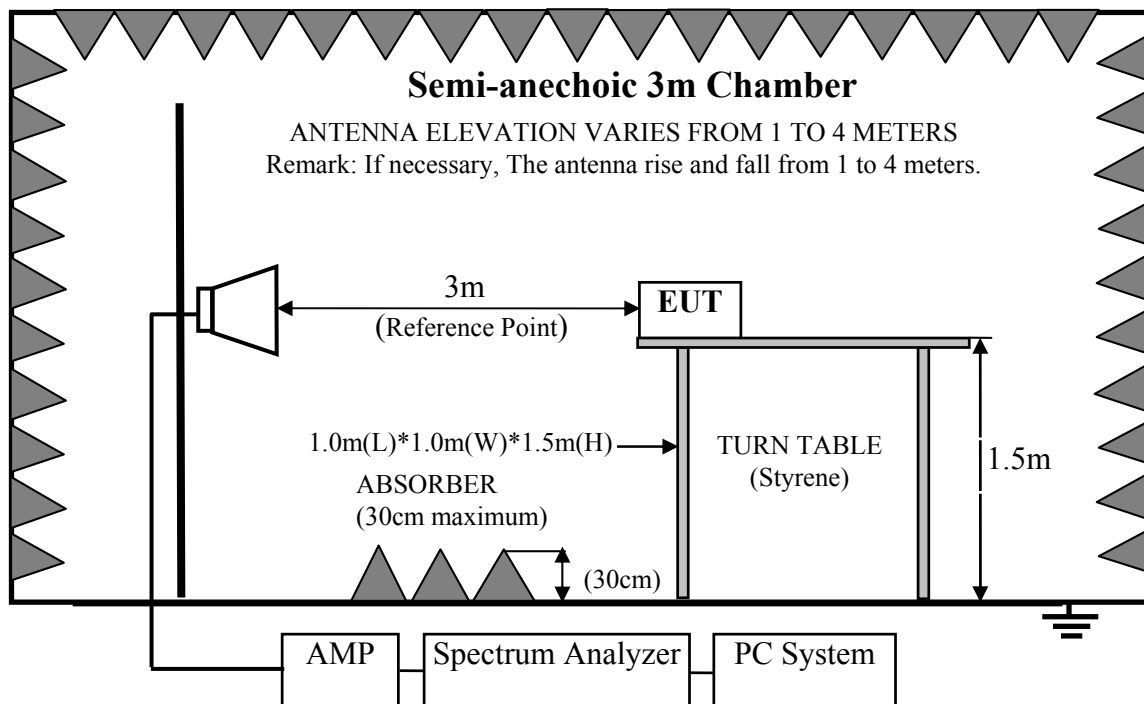 Semi-anechoic 3m Chamber
ANTENNA ELEVATION VARIES FROM 1 TO 4 METERS
Remark: If necessary, The antenna rise and fall from 1 to 4 meters.
3m
(Reference Point)
EUT
1.0m(L)*1.0m(W)*1.5m(H)
TURN TABLE
(Styrene)
1.5m
ABSORBER
(30cm maximum)
(30cm)
AMP
Spectrum Analyzer
PC System